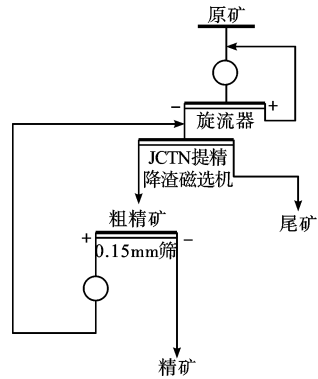 原矿
− +
旋流器
JCTN提精
降渣磁选机
粗精矿
尾矿
+ −
0.15mm筛
精矿